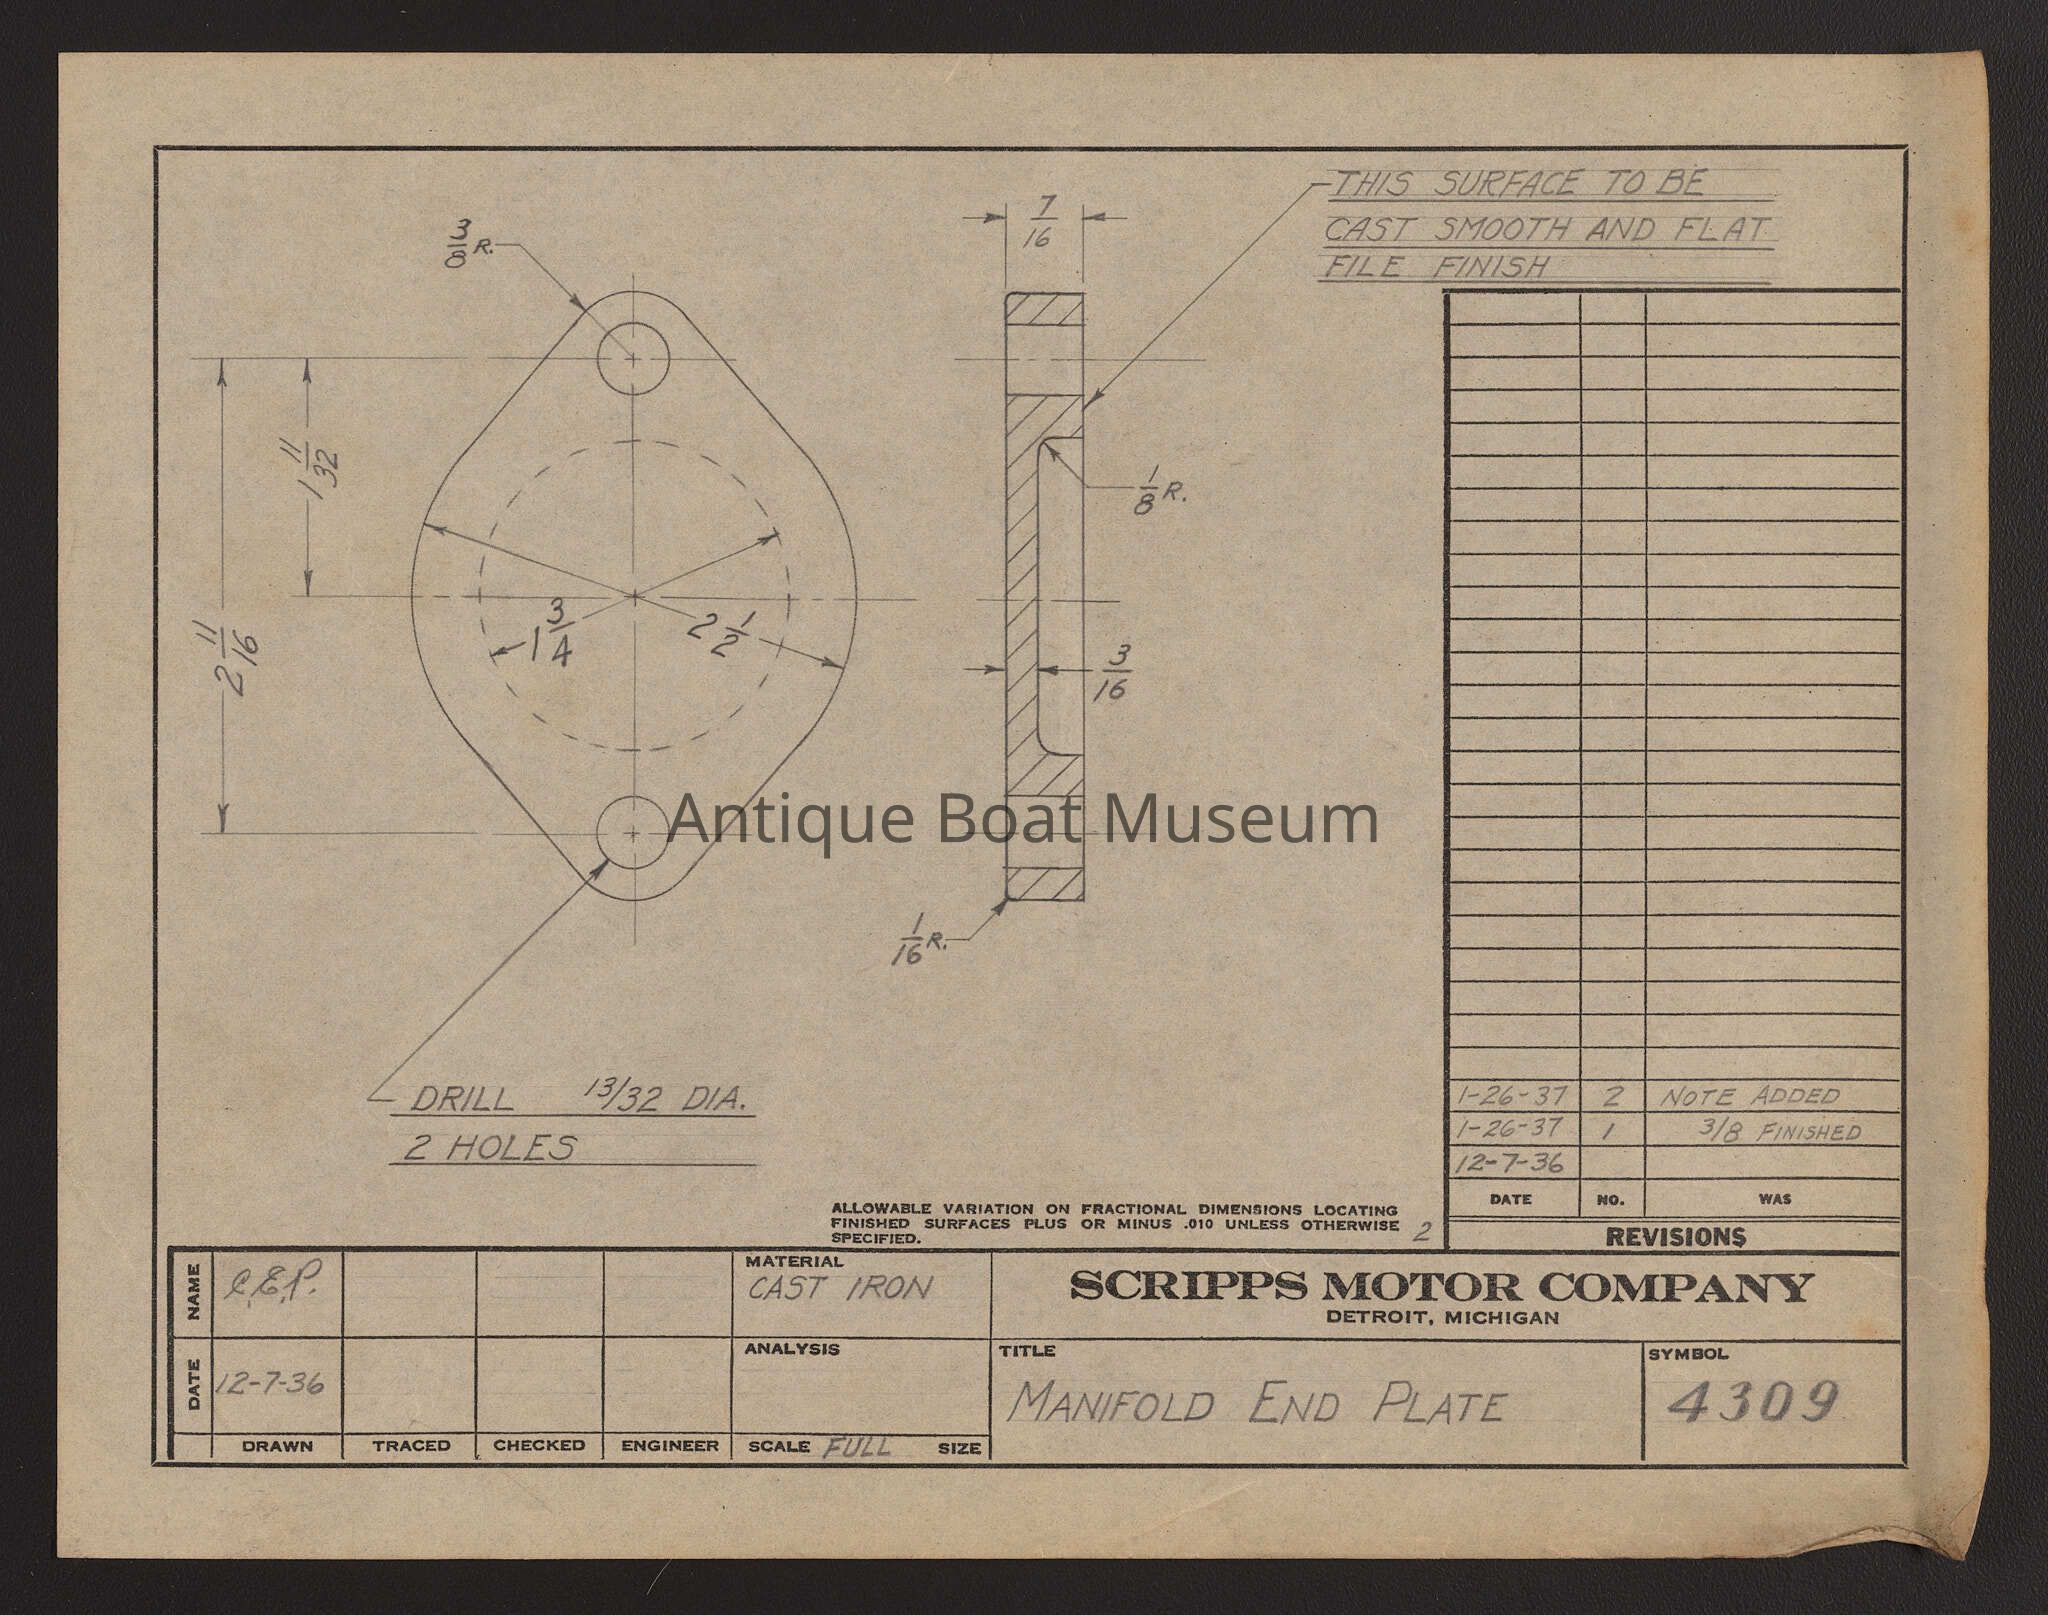 THIS SURFACE TO BE
CAST SMOOTH AND FLAT
FILE FINISH
7/16
3/8 R.
1 11/32
2 11/16
1 3/4
2 1/2
1/8 R.
3/16
1/16 R.
Antique Boat Museum
DRILL 13/32 DIA.
2 HOLES
1-26-37 2 NOTE ADDED
1-26-37 1 3/8 FINISHED
12-7-36
DATE NO. WAS
REVISIONS
ALLOWABLE VARIATION ON FRACTIONAL DIMENSIONS LOCATING
FINISHED SURFACES PLUS OR MINUS .010 UNLESS OTHERWISE 2
SPECIFIED.
NAME C.E.P.
DATE 12-7-36
DRAWN TRACED CHECKED ENGINEER
MATERIAL
CAST IRON
ANALYSIS
SCALE FULL SIZE
SCRIPPS MOTOR COMPANY
DETROIT, MICHIGAN
TITLE
MANIFOLD END PLATE
SYMBOL
4309